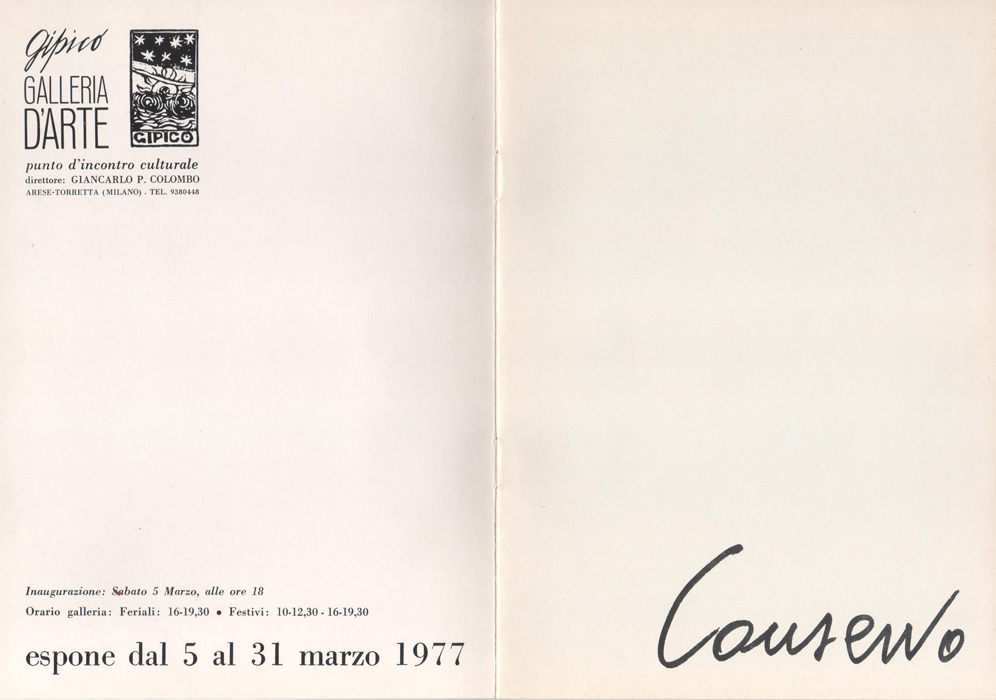 gipicó
GALLERIA
D'ARTE
GIPICÒ
punto d'incontro culturale
direttore: GIANCARLO P. COLOMBO
ARESE-TORRETTA (MILANO) - TEL. 9380448
Inaugurazione: Sabato 5 Marzo, alle ore 18
Orario galleria: Feriali: 16-19,30 • Festivi: 10-12,30 - 16-19,30
espone dal 5 al 31 marzo 1977
Conservo